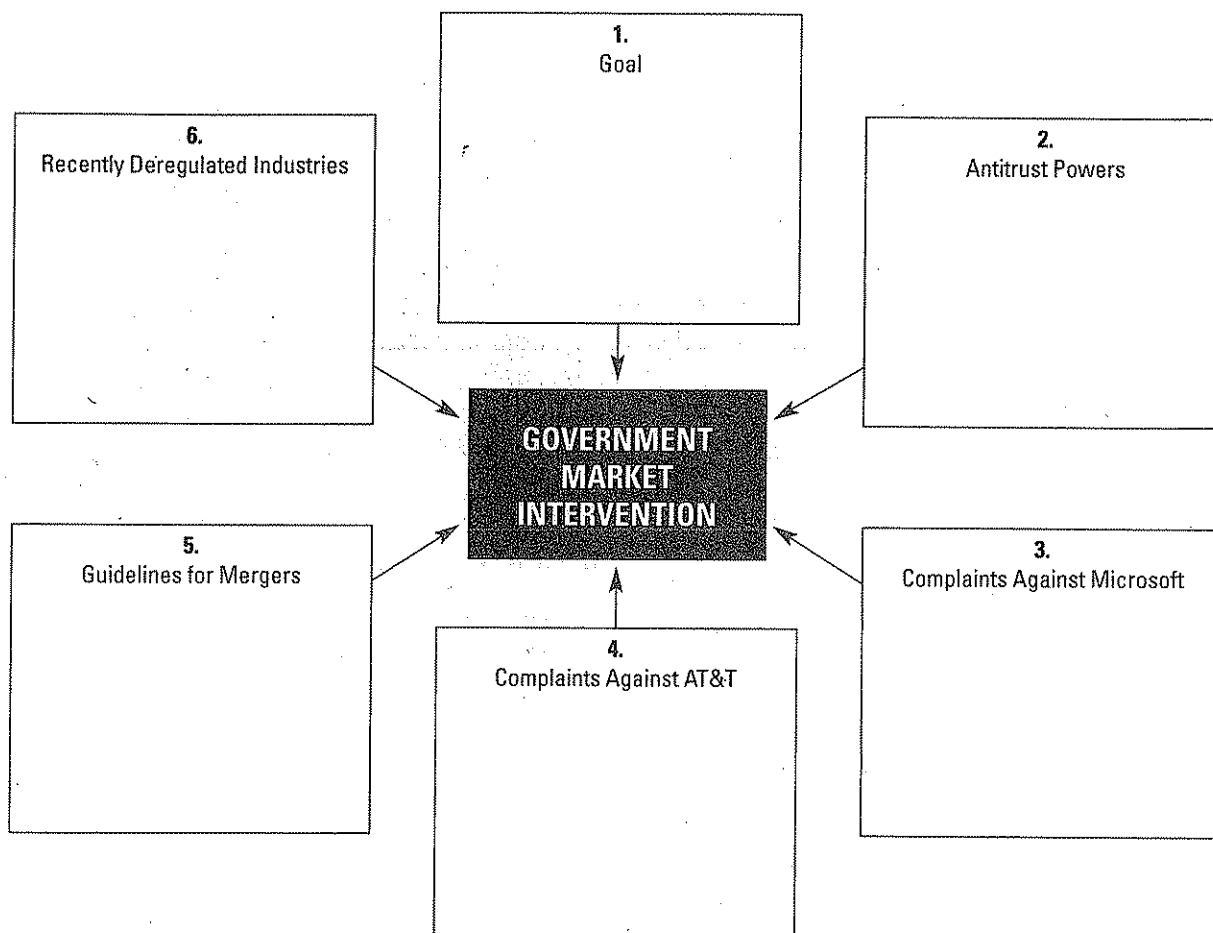 1.
Goal
2.
Antitrust Powers
3.
Complaints Against Microsoft
4.
Complaints Against AT&T
5.
Guidelines for Mergers
6.
Recently Deregulated Industries
GOVERNMENT
MARKET
INTERVENTION